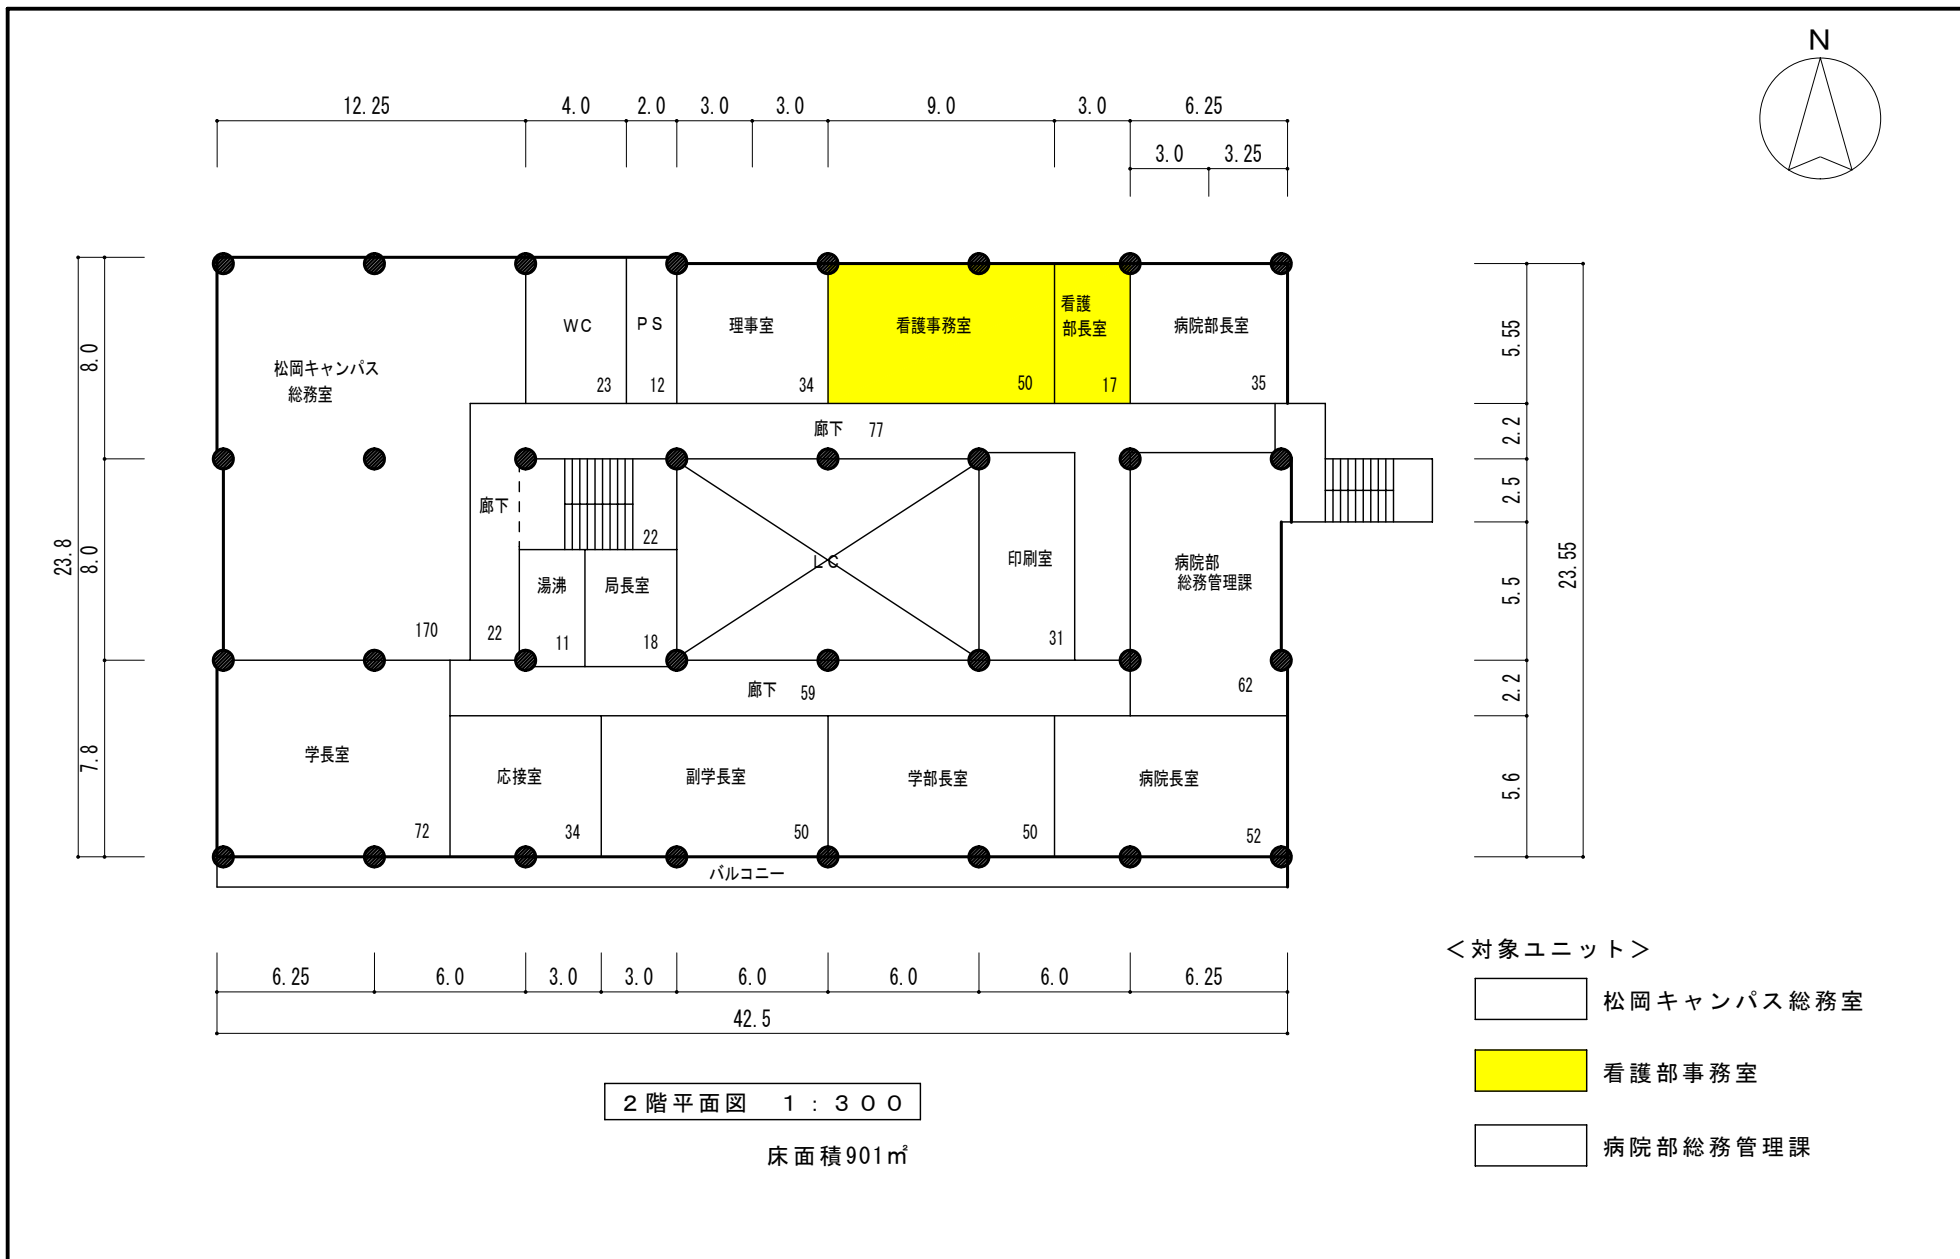 N
12.25
4.0
2.0
3.0
3.0
9.0
3.0
6.25
3.0
3.25
松岡キャンパス
総務室
170
WC
23
PS
12
理事室
34
看護事務室
50
看護
部長室
17
病院部長室
35
廊下 77
廊下
22
22
湯沸
11
局長室
18
LC
印刷室
31
病院部
総務管理課
62
廊下 59
学長室
72
応接室
34
副学長室
50
学部長室
50
病院長室
52
バルコニー
8.0
8.0
7.8
23.8
5.55
2.2
2.5
5.5
2.2
5.6
23.55
6.25
6.0
3.0
3.0
6.0
6.0
6.0
6.25
42.5
2階平面図 1:300
床面積901㎡
<対象ユニット>
松岡キャンパス総務室
看護部事務室
病院部総務管理課